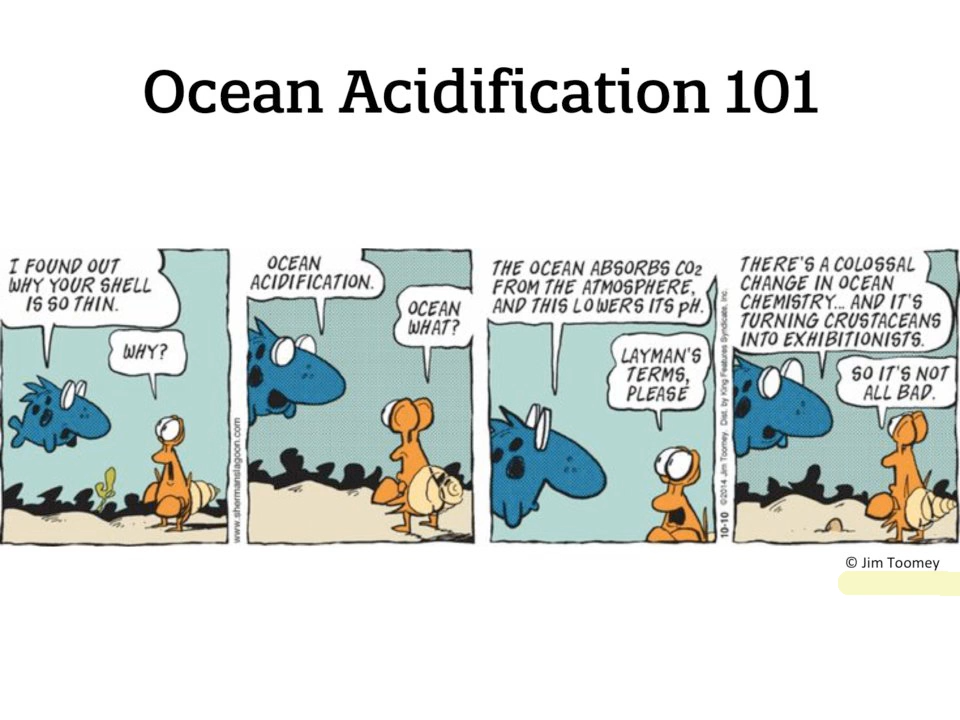 Ocean Acidification 101
I FOUND OUT
WHY YOUR SHELL
IS SO THIN.
WHY?
www.shermanslagoon.com
OCEAN
ACIDIFICATION.
OCEAN
WHAT?
THE OCEAN ABSORBS CO₂
FROM THE ATMOSPHERE,
AND THIS LOWERS ITS pH.
LAYMAN'S
TERMS,
PLEASE
10-10 ©2014 Jim Toomey Dist. by King Features Syndicate, Inc.
THERE'S A COLOSSAL
CHANGE IN OCEAN
CHEMISTRY... AND IT'S
TURNING CRUSTACEANS
INTO EXHIBITIONISTS.
SO IT'S NOT
ALL BAD.
© Jim Toomey